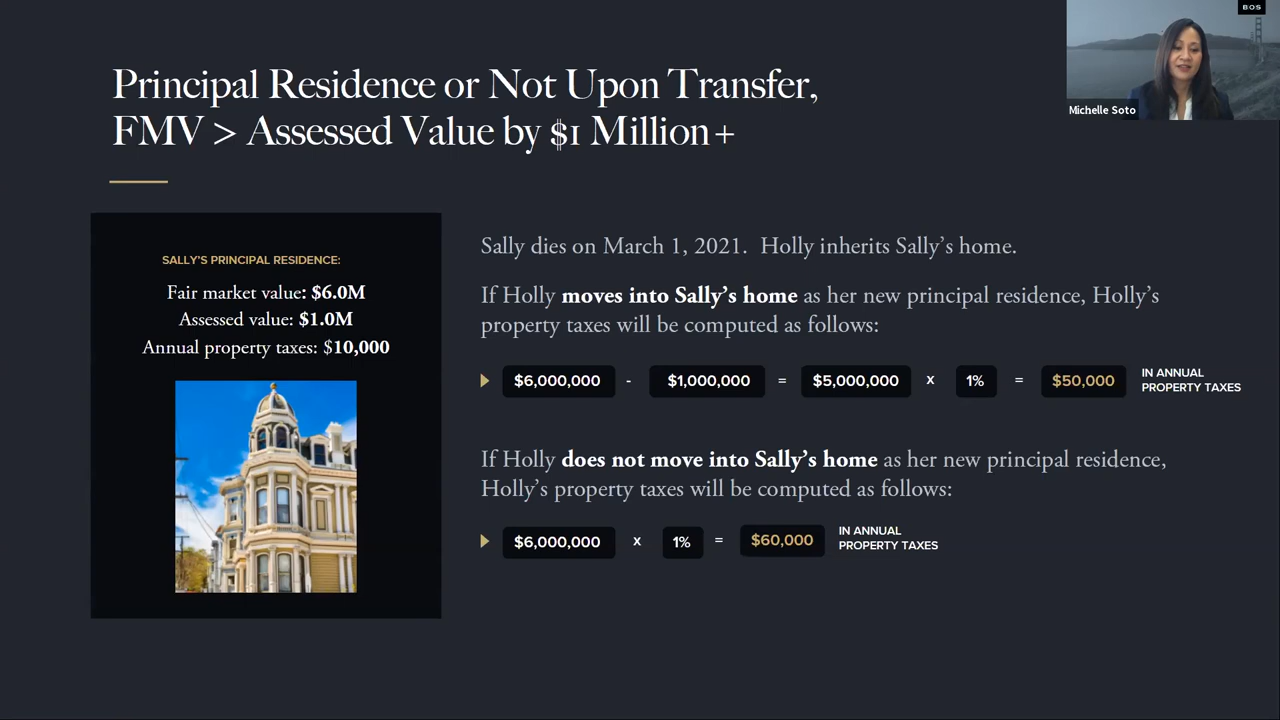 BOS
Michelle Soto
Principal Residence or Not Upon Transfer,
FMV > Assessed Value by $1 Million+
SALLY'S PRINCIPAL RESIDENCE:
Fair market value: $6.0M
Assessed value: $1.0M
Annual property taxes: $10,000
Sally dies on March 1, 2021. Holly inherits Sally's home.
If Holly moves into Sally's home as her new principal residence, Holly's
property taxes will be computed as follows:
$6,000,000 - $1,000,000 = $5,000,000 x 1% = $50,000 IN ANNUAL
PROPERTY TAXES
If Holly does not move into Sally's home as her new principal residence,
Holly's property taxes will be computed as follows:
$6,000,000 x 1% = $60,000 IN ANNUAL
PROPERTY TAXES